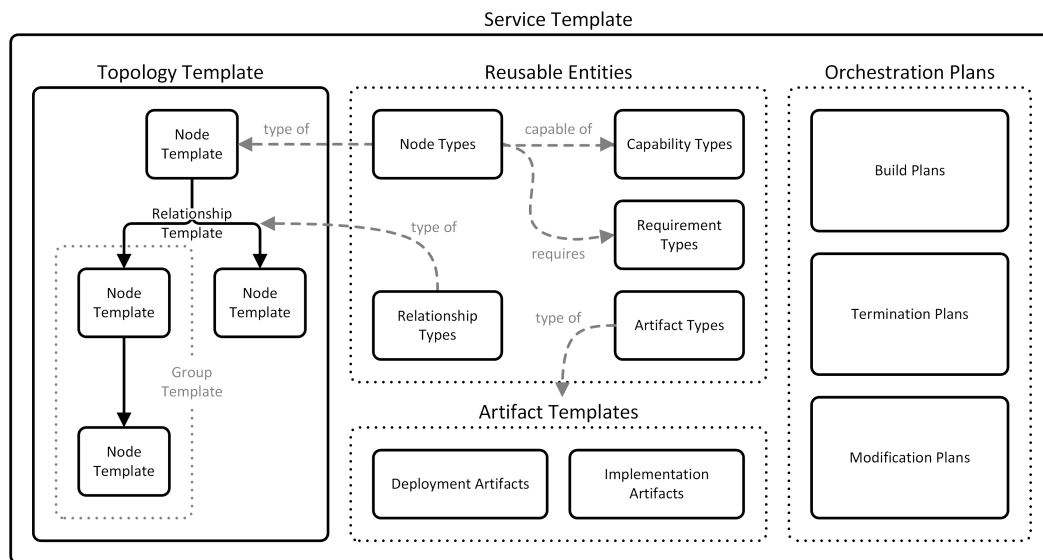 Service Template
Topology Template
Node
Template
Relationship
Template
Node
Template
Node
Template
Group
Template
Node
Template
Reusable Entities
type of
Node Types
capable of
Capability Types
Requirement
Types
requires
type of
Relationship
Types
type of
Artifact Types
Artifact Templates
Deployment Artifacts
Implementation
Artifacts
Orchestration Plans
Build Plans
Termination Plans
Modification Plans